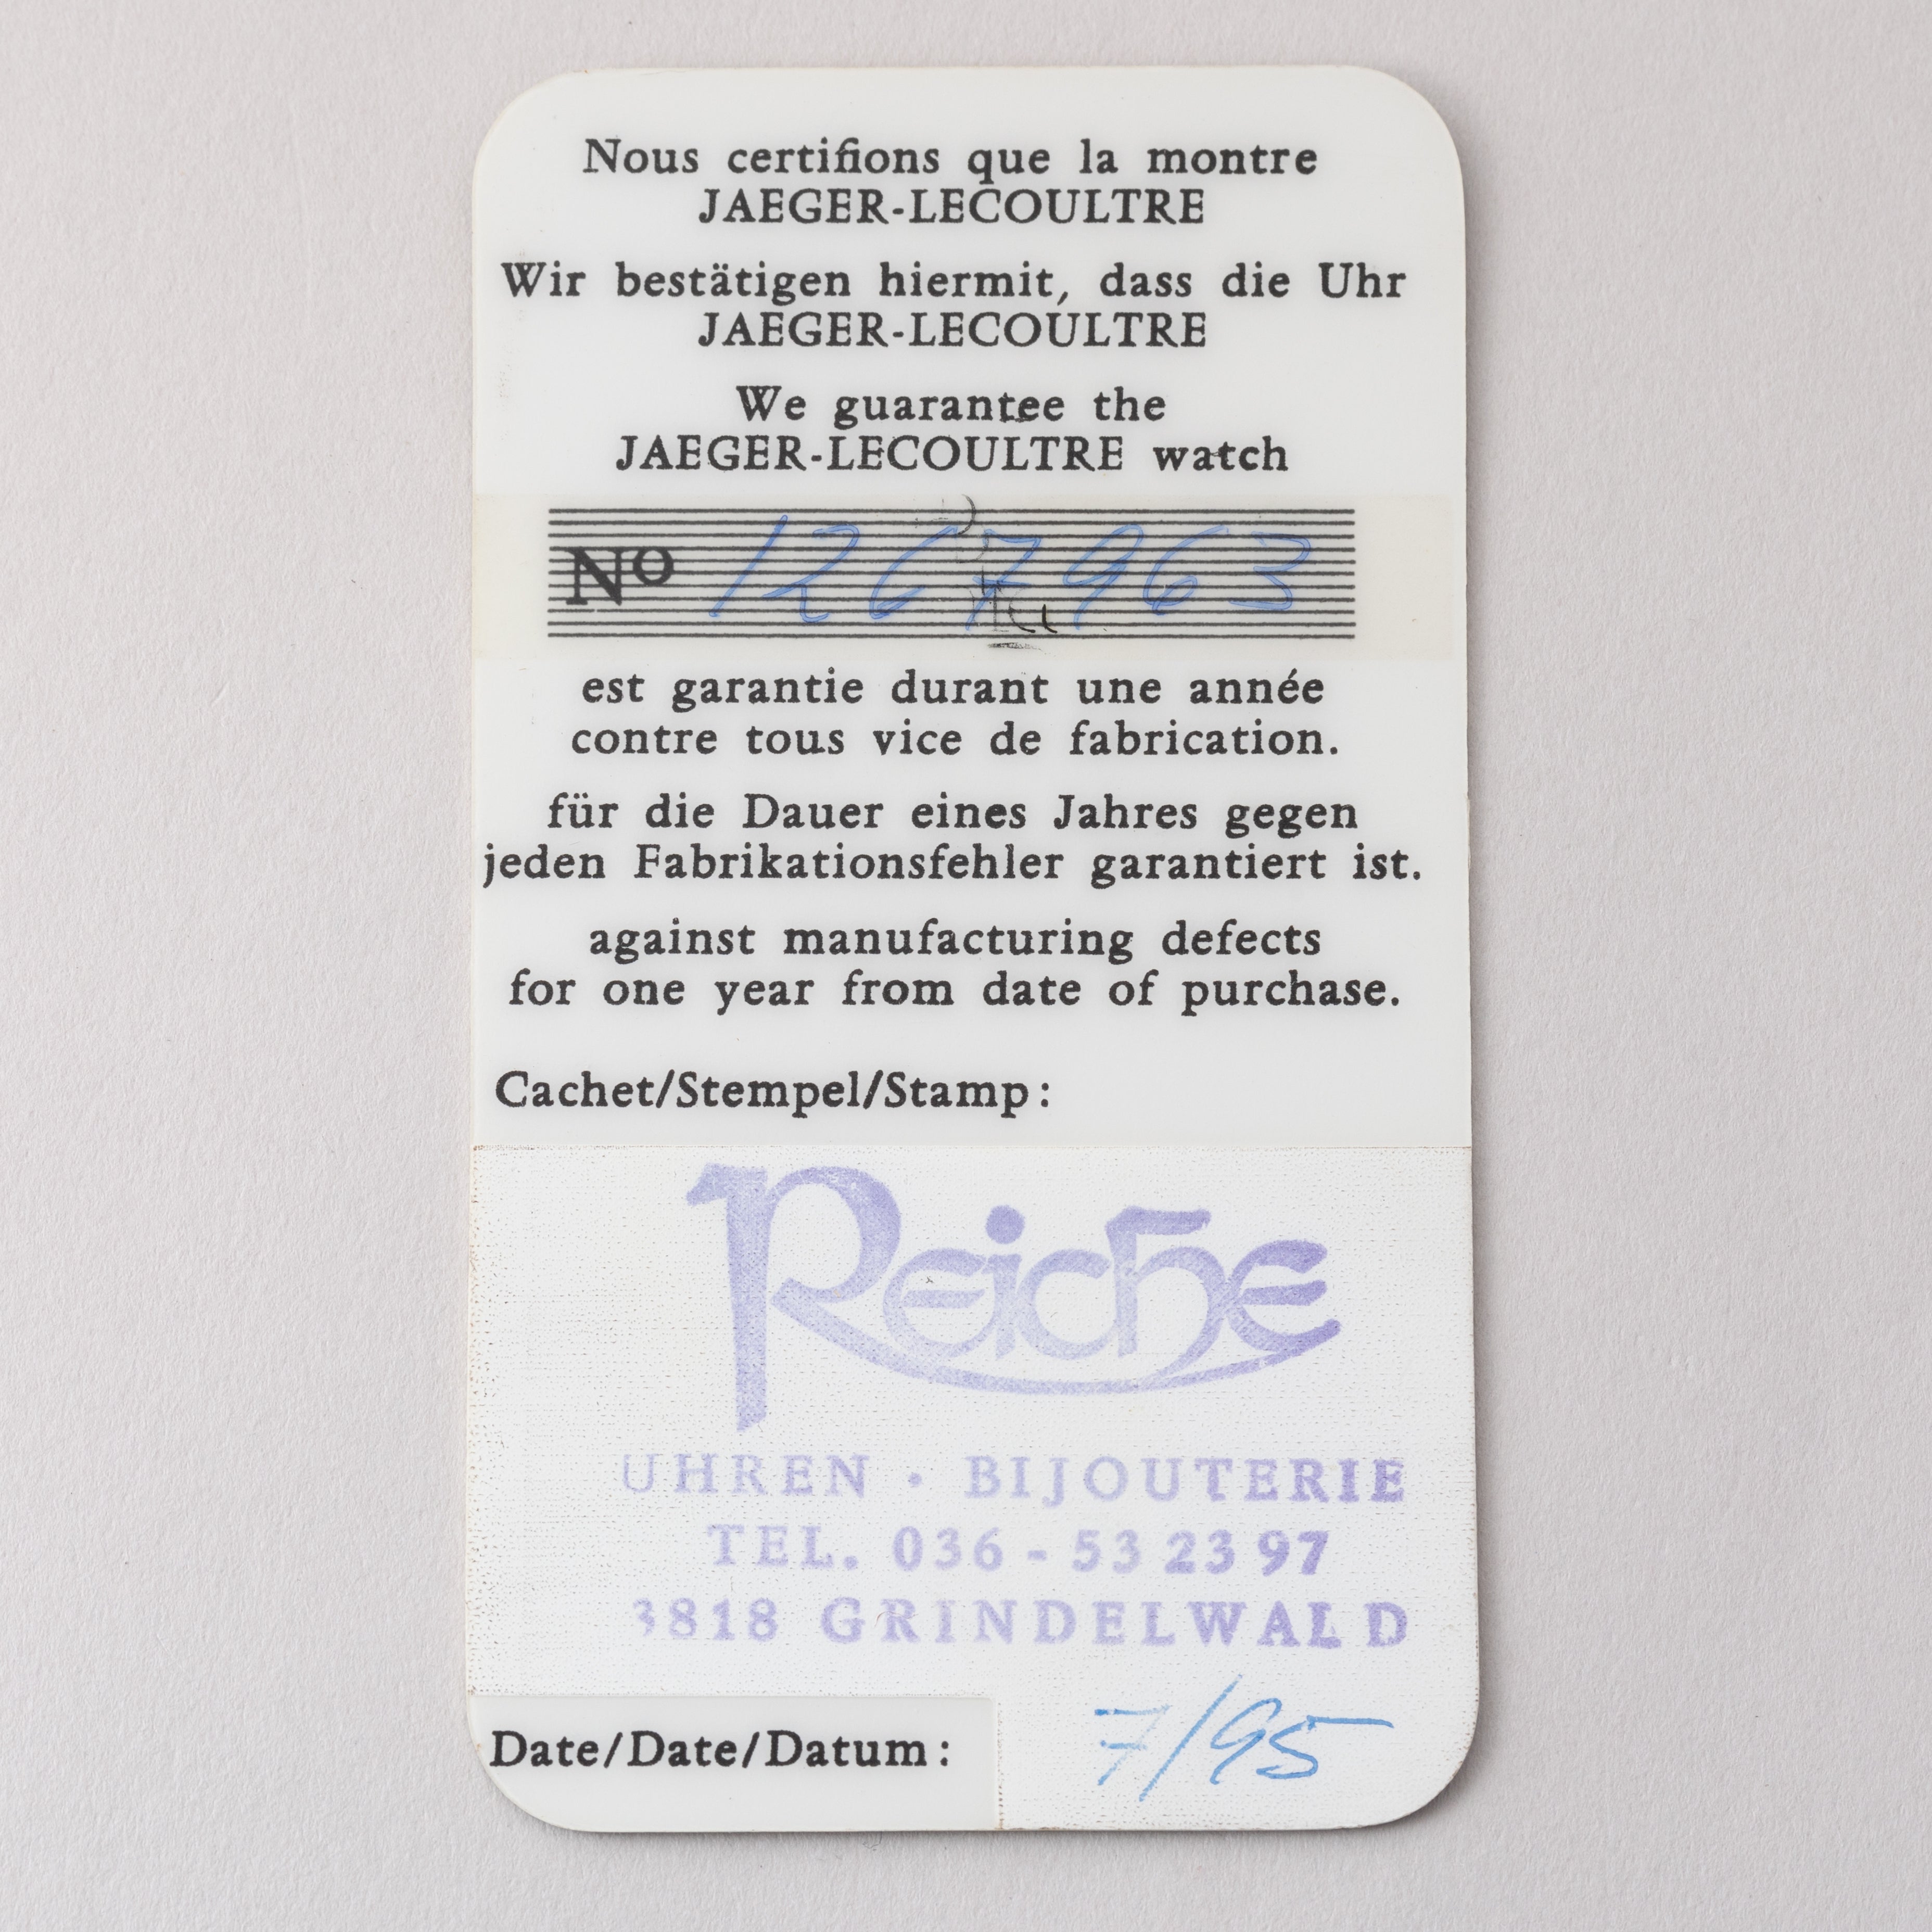 Nous certifions que la montre
JAEGER-LECOULTRE
Wir bestätigen hiermit, dass die Uhr
JAEGER-LECOULTRE
We guarantee the
JAEGER-LECOULTRE watch
Nº 1267963
est garantie durant une année
contre tous vice de fabrication.
für die Dauer eines Jahres gegen
jeden Fabrikationsfehler garantiert ist.
against manufacturing defects
for one year from date of purchase.
Cachet/Stempel/Stamp:
Reiche
UHREN · BIJOUTERIE
TEL. 036 - 53 23 97
3818 GRINDELWALD
Date/Date/Datum: 7/95